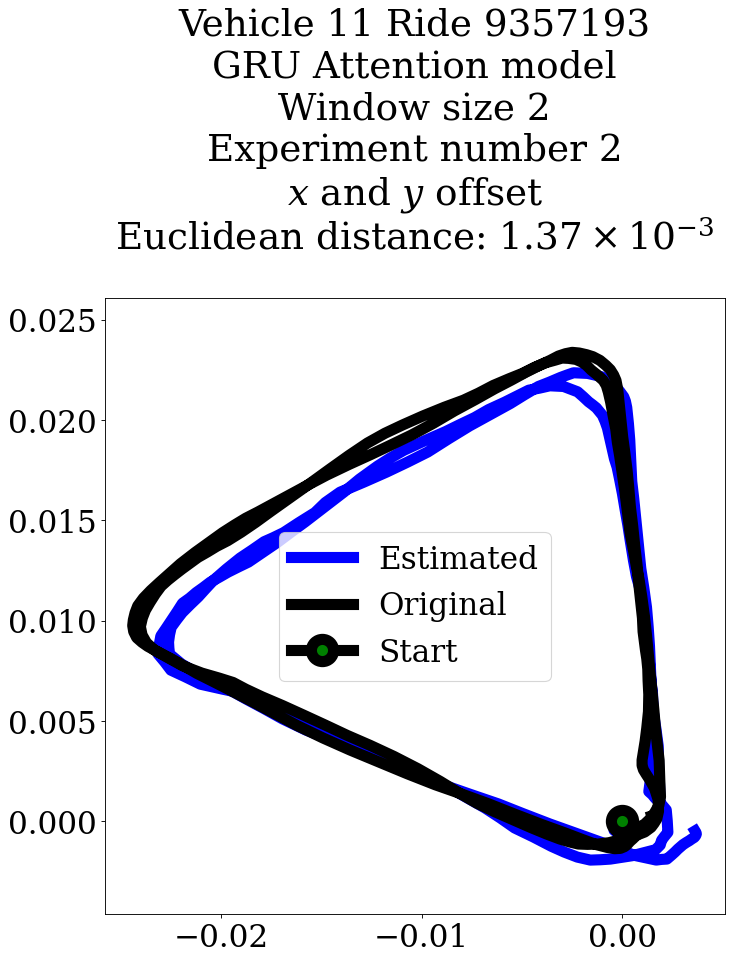 Vehicle 11 Ride 9357193
GRU Attention model
Window size 2
Experiment number 2
x and y offset
Euclidean distance: 1.37 × 10⁻³
0.025
0.020
0.015
0.010
0.005
0.000
Estimated
Original
Start
−0.02
−0.01
0.00